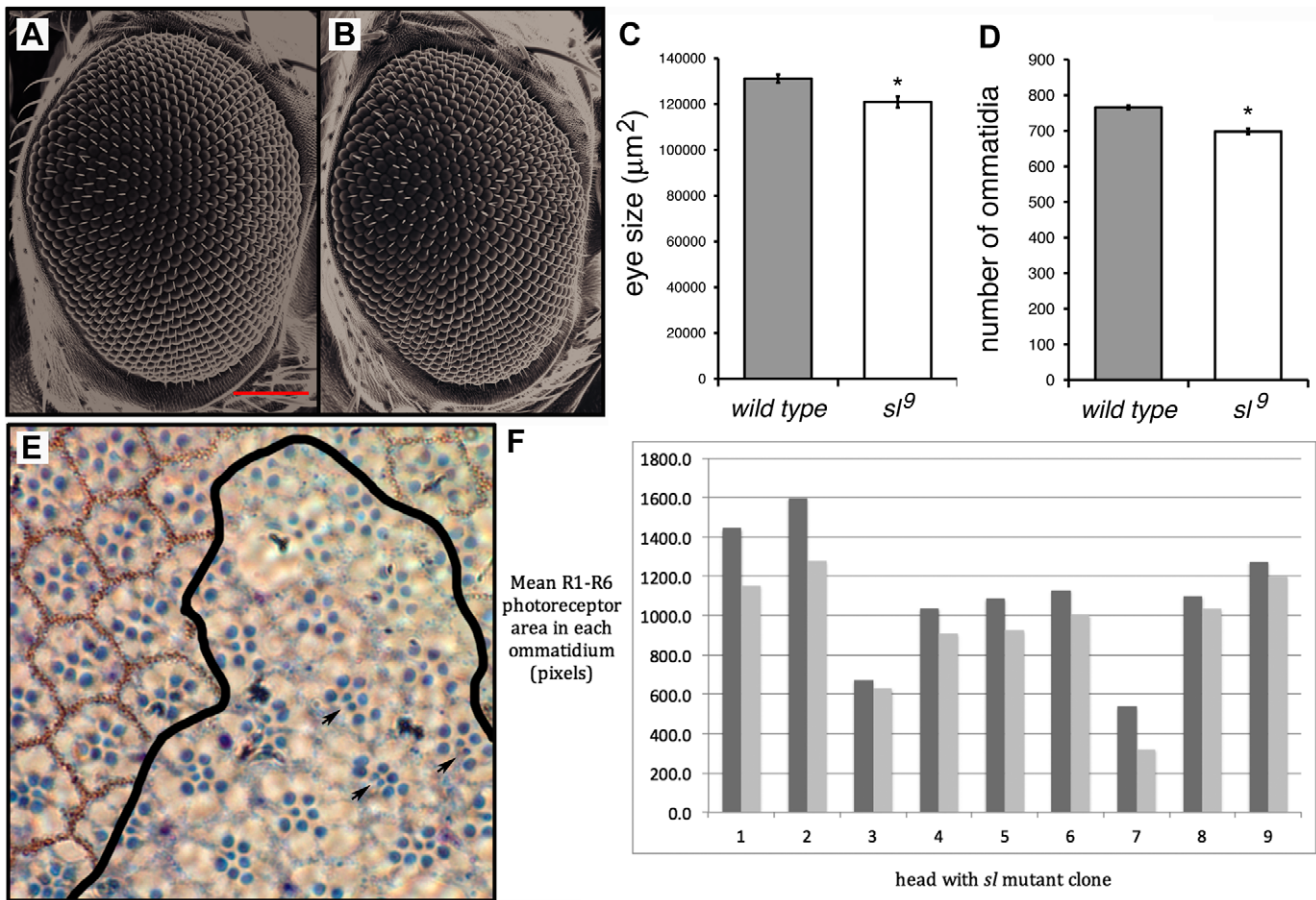 A
B
C
eye size (μm²)
140000
120000
100000
80000
60000
40000
20000
0
*
wild type
sl⁹
D
number of ommatidia
900
800
700
600
500
400
300
200
100
0
*
wild type
sl⁹
E
F
Mean R1-R6
photoreceptor
area in each
ommatidium
(pixels)
1800.0
1600.0
1400.0
1200.0
1000.0
800.0
600.0
400.0
200.0
0.0
1 2 3 4 5 6 7 8 9
head with sl mutant clone